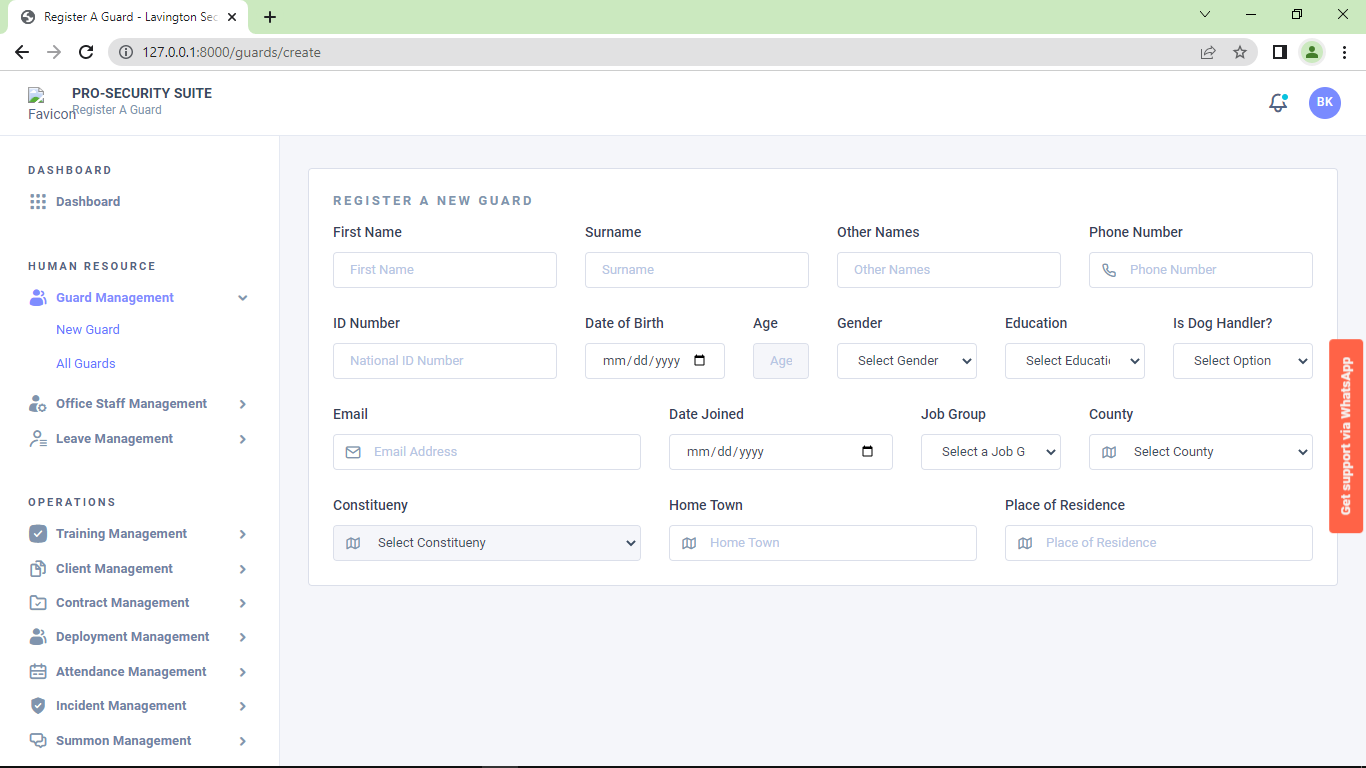 Register A Guard - Lavington Sec
127.0.0.1:8000/guards/create
Favicon
PRO-SECURITY SUITE
Register A Guard
BK
DASHBOARD
Dashboard
HUMAN RESOURCE
Guard Management
New Guard
All Guards
Office Staff Management
Leave Management
OPERATIONS
Training Management
Client Management
Contract Management
Deployment Management
Attendance Management
Incident Management
Summon Management
REGISTER A NEW GUARD
First Name Surname Other Names Phone Number
First Name Surname Other Names Phone Number
ID Number Date of Birth Age Gender Education Is Dog Handler?
National ID Number mm/dd/yyyy Age Select Gender Select Educati Select Option
Email Date Joined Job Group County
Email Address mm/dd/yyyy Select a Job G Select County
Constitueny Home Town Place of Residence
Select Constitueny Home Town Place of Residence
Get support via WhatsApp